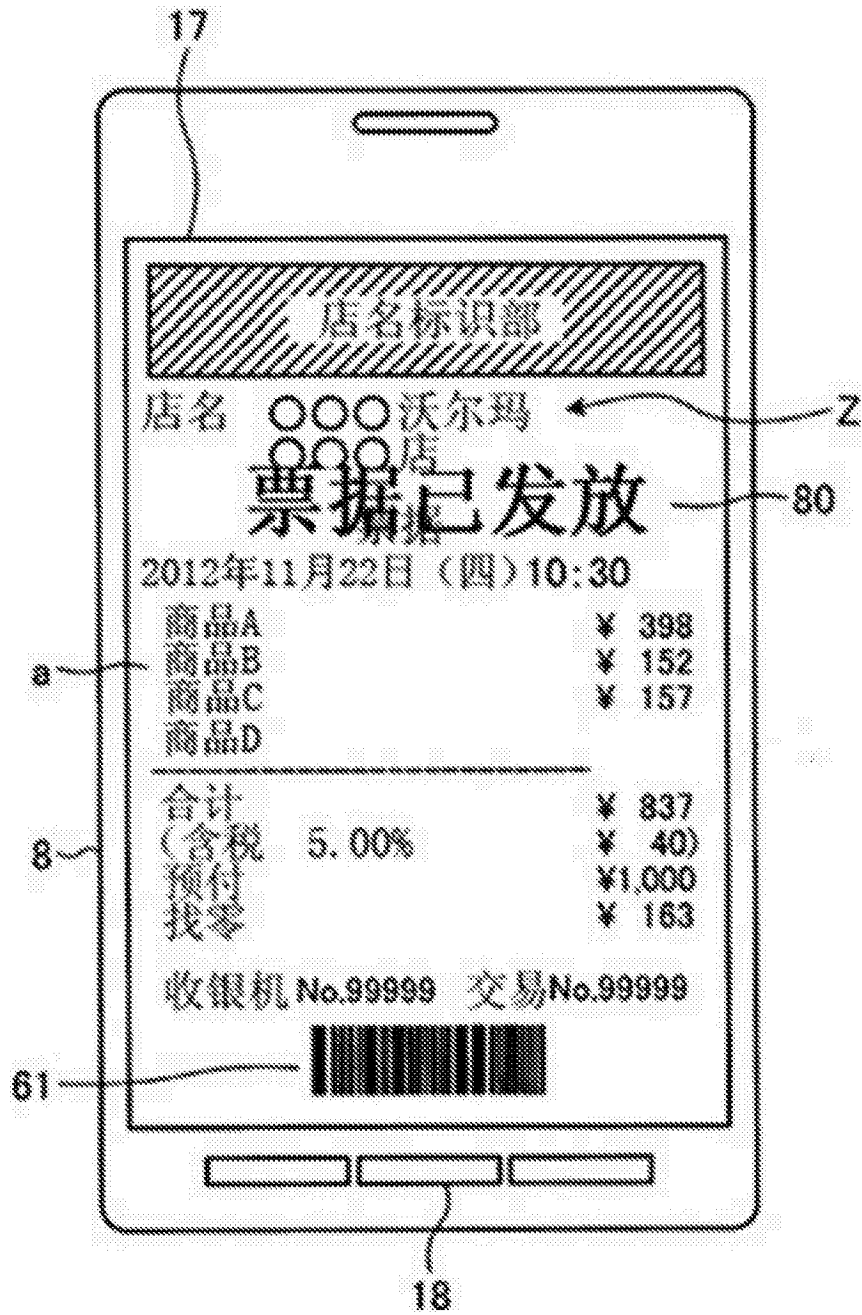 17
店名标识部
店名 ○○○沃尔玛
Z
○○○店
票据已发放
80
票据
2012年11月22日(四)10:30
商品A ¥ 398
a
商品B ¥ 152
商品C ¥ 157
商品D
合计 ¥ 837
8
(含税 5.00% ¥ 40)
预付 ¥1,000
找零 ¥ 163
收银机 No.99999 交易No.99999
61
18